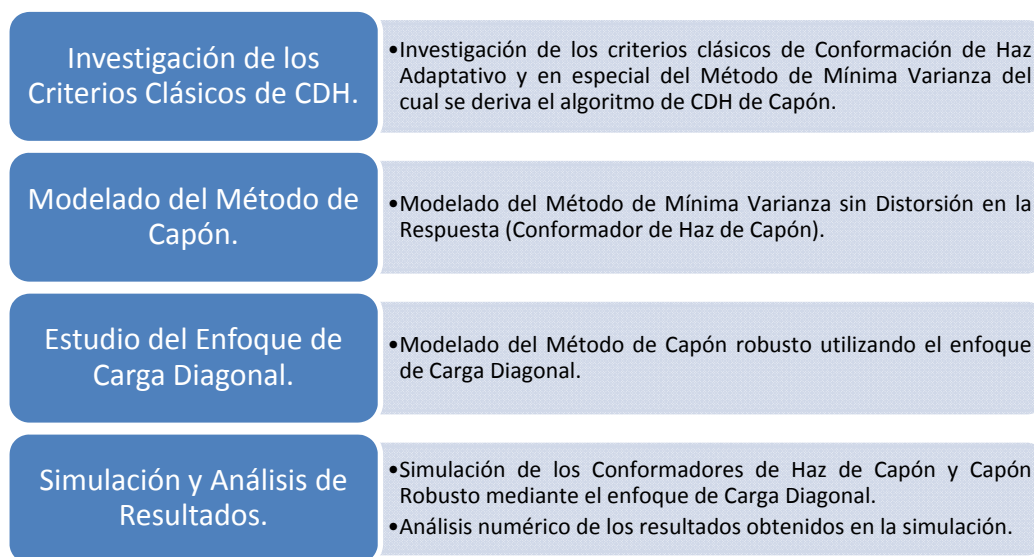 Investigación de los
Criterios Clásicos de CDH.
•Investigación de los criterios clásicos de Conformación de Haz
Adaptativo y en especial del Método de Mínima Varianza del
cual se deriva el algoritmo de CDH de Capón.
Modelado del Método de
Capón.
•Modelado del Método de Mínima Varianza sin Distorsión en la
Respuesta (Conformador de Haz de Capón).
Estudio del Enfoque de
Carga Diagonal.
•Modelado del Método de Capón robusto utilizando el enfoque
de Carga Diagonal.
Simulación y Análisis de
Resultados.
•Simulación de los Conformadores de Haz de Capón y Capón
Robusto mediante el enfoque de Carga Diagonal.
•Análisis numérico de los resultados obtenidos en la simulación.